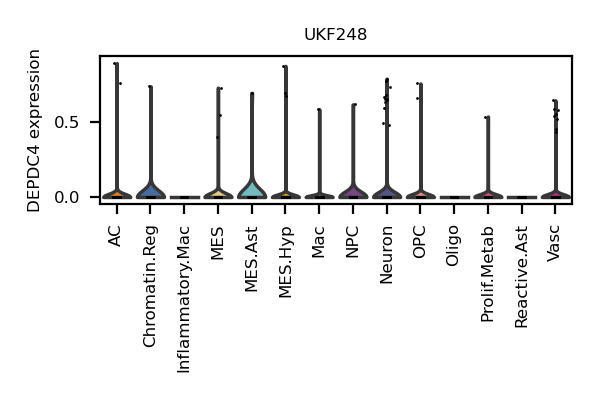 UKF248
DEPDC4 expression
0.5
0.0
AC
Chromatin.Reg
Inflammatory.Mac
MES
MES.Ast
MES.Hyp
Mac
NPC
Neuron
OPC
Oligo
Prolif.Metab
Reactive.Ast
Vasc